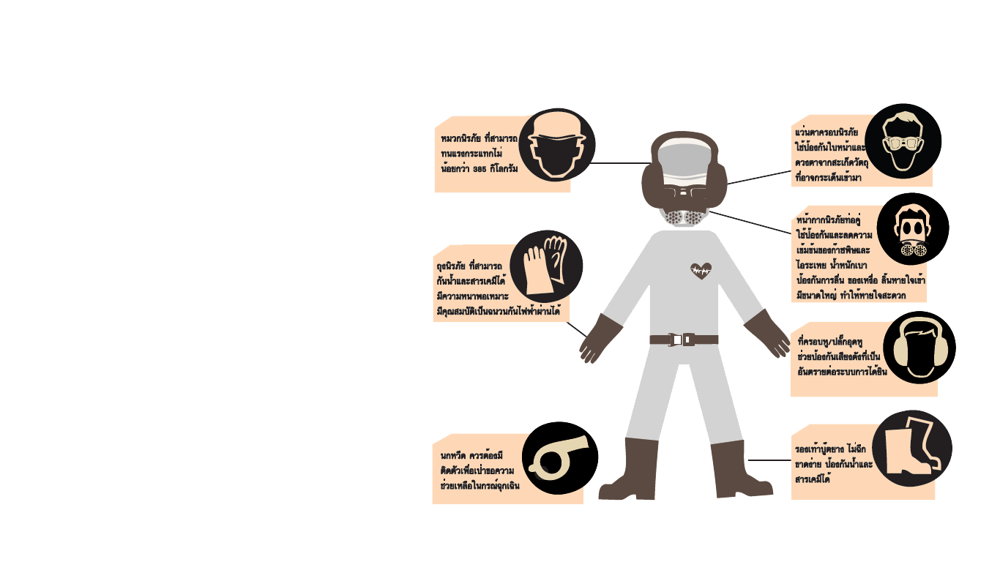 หมวกนิรภัย ที่สามารถ
ทนแรงกระแทกไม่
น้อยกว่า 385 กิโลกรัม
ถุงนิรภัย ที่สามารถ
กันน้ำและสารเคมีได้
มีความหนาพอเหมาะ
มีคุณสมบัติเป็นฉนวนกันไฟฟ้าผ่านได้
นกหวีด ควรต้องมี
ติดตัวเพื่อเป่าขอความ
ช่วยเหลือในกรณีฉุกเฉิน
แว่นตาครอบนิรภัย
ใช้ป้องกันใบหน้าและ
ดวงตาจากสะเก็ดวัตถุ
ที่อาจกระเด็นเข้ามา
หน้ากากนิรภัยท่อคู่
ใช้ป้องกันและลดความ
เข้มข้นของก๊าซพิษและ
ไอระเหย น้ำหนักเบา
ป้องกันการลื่น ของเหงื่อ ลิ้นหายใจเข้า
มีขนาดใหญ่ ทำให้หายใจสะดวก
ที่ครอบหู/ปลั๊กอุดหู
ช่วยป้องกันเสียงดังที่เป็น
อันตรายต่อระบบการได้ยิน
รองเท้าบู๊ตยาง ไม่ฉีก
ขาดง่าย ป้องกันน้ำและ
สารเคมีได้